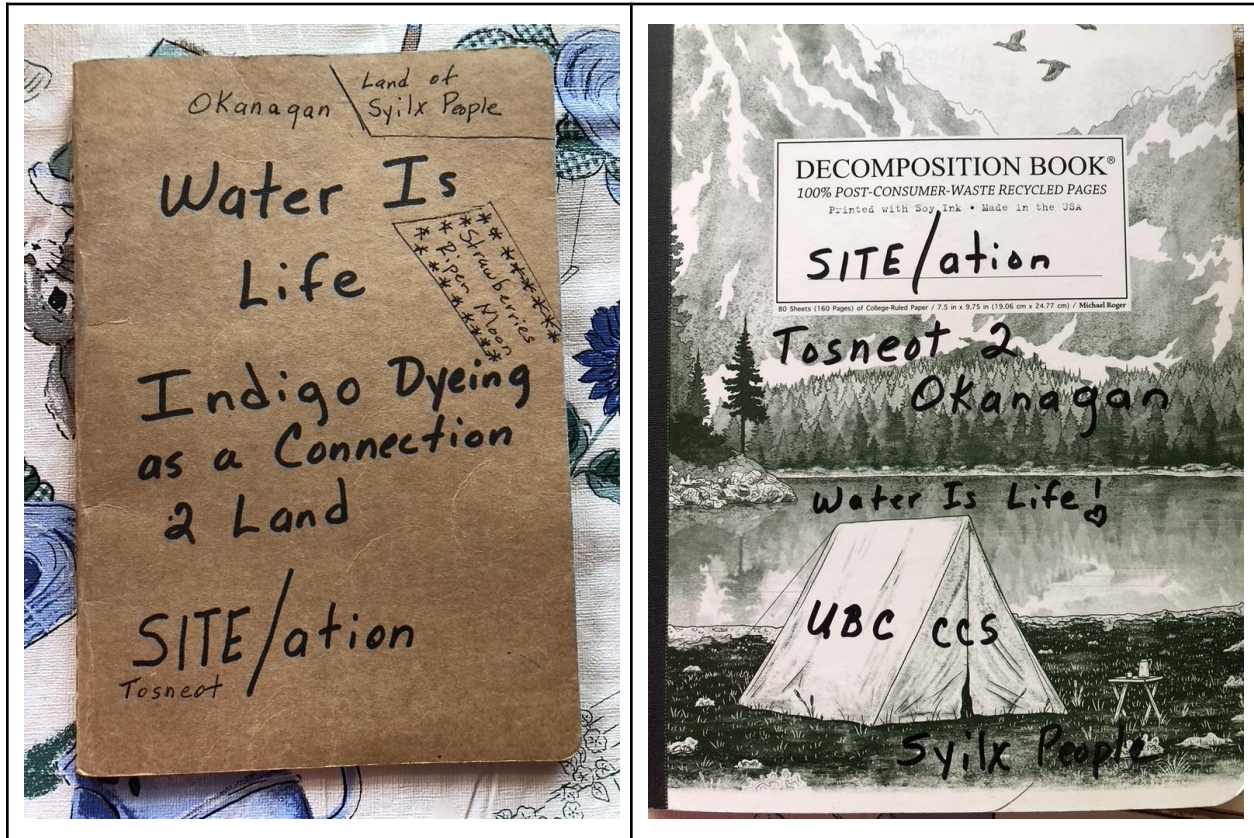 Okanagan
Land of
Syilx People
Water Is
Life
***********
* Strawberries
** Ripen Moon
***********
Indigo Dyeing
as a Connection
2 Land
SITE/ation
Tosneot
DECOMPOSITION BOOK®
100% POST-CONSUMER-WASTE RECYCLED PAGES
Printed with Soy Ink • Made in the USA
SITE/ation
80 Sheets (160 Pages) of College-Ruled Paper / 7.5 in x 9.75 in (19.06 cm x 24.77 cm) / Michael Roger
Tosneot 2
Okanagan
Water Is Life!
UBC CCS
Syilx People